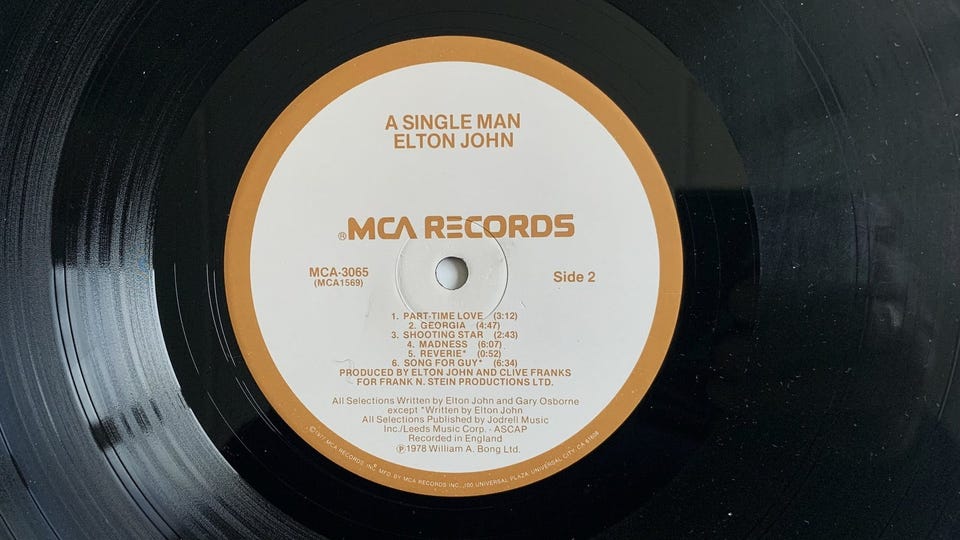 A SINGLE MAN
ELTON JOHN
®MCA RECORDS
MCA-3065
(MCA1569)
Side 2
1. PART-TIME LOVE (3:12)
2. GEORGIA (4:47)
3. SHOOTING STAR (2:43)
4. MADNESS (6:07)
5. REVERIE* (0:52)
6. SONG FOR GUY* (6:34)
PRODUCED BY ELTON JOHN AND CLIVE FRANKS
FOR FRANK N. STEIN PRODUCTIONS LTD.
All Selections Written by Elton John and Gary Osborne
except *Written by Elton John
All Selections Published by Jodrell Music
Inc./Leeds Music Corp. - ASCAP
Recorded in England
℗1978 William A. Bong Ltd.
©1977 MCA RECORDS, INC. MFD. BY MCA RECORDS INC., 100 UNIVERSAL PLAZA, UNIVERSAL CITY, CA. 91608